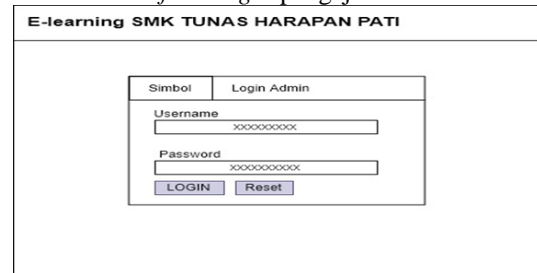 E-learning SMK TUNAS HARAPAN PATI
Simbol Login Admin
Username
xxxxxxxxx
Password
xxxxxxxxxx
LOGIN Reset